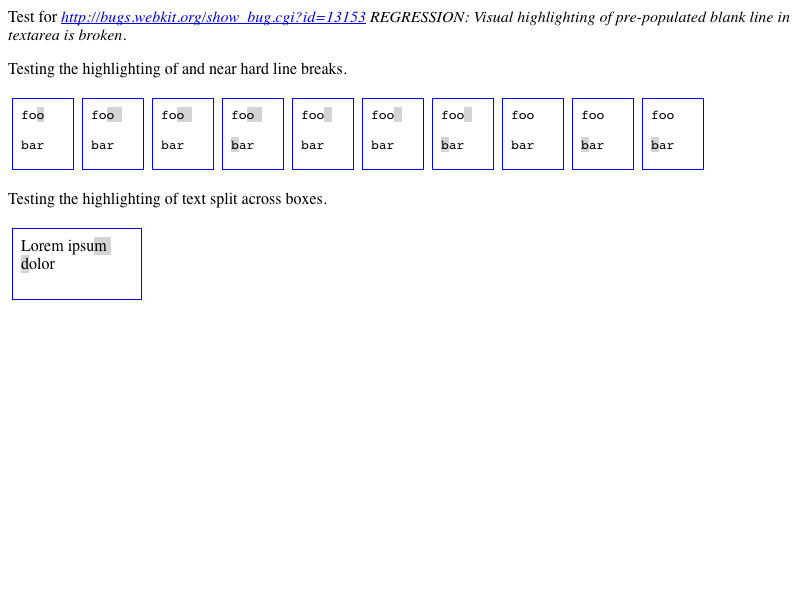 Test for http://bugs.webkit.org/show_bug.cgi?id=13153 REGRESSION: Visual highlighting of pre-populated blank line in
textarea is broken.
Testing the highlighting of and near hard line breaks.
foo foo foo foo foo foo foo foo foo foo
bar bar bar bar bar bar bar bar bar bar
Testing the highlighting of text split across boxes.
Lorem ipsum
dolor